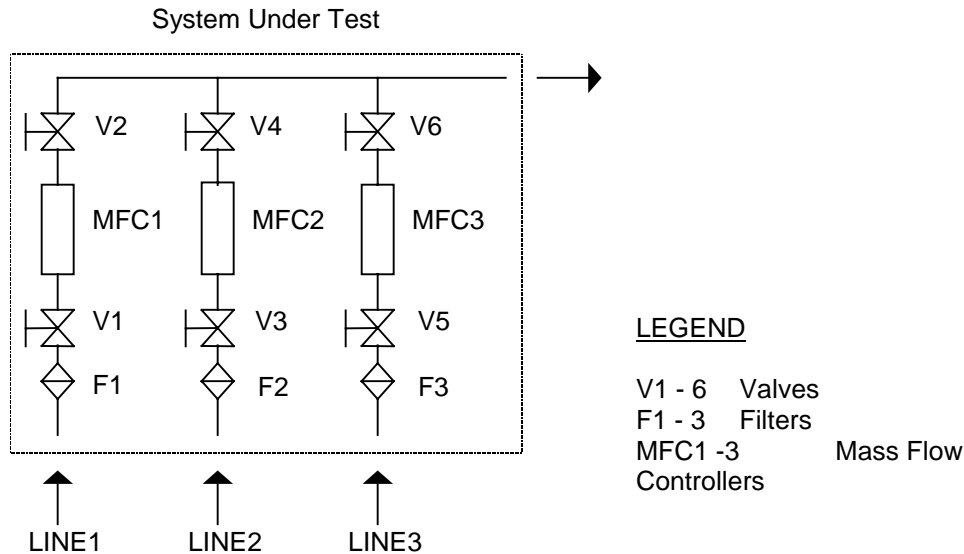 System Under Test
V2
V4
V6
MFC1
MFC2
MFC3
V1
V3
V5
F1
F2
F3
LINE1
LINE2
LINE3
LEGEND
V1 - 6 Valves
F1 - 3 Filters
MFC1 -3 Mass Flow
Controllers